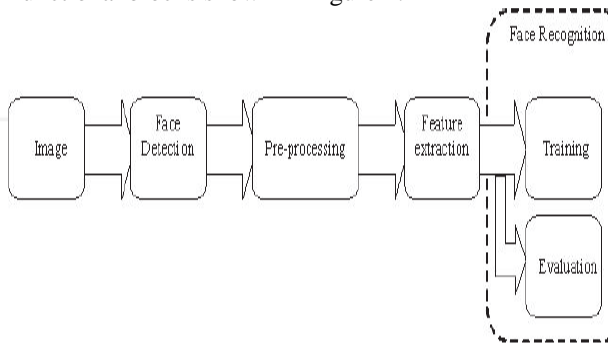 Face Recognition
Image
Face
Detection
Pre-processing
Feature
extraction
Training
Evaluation